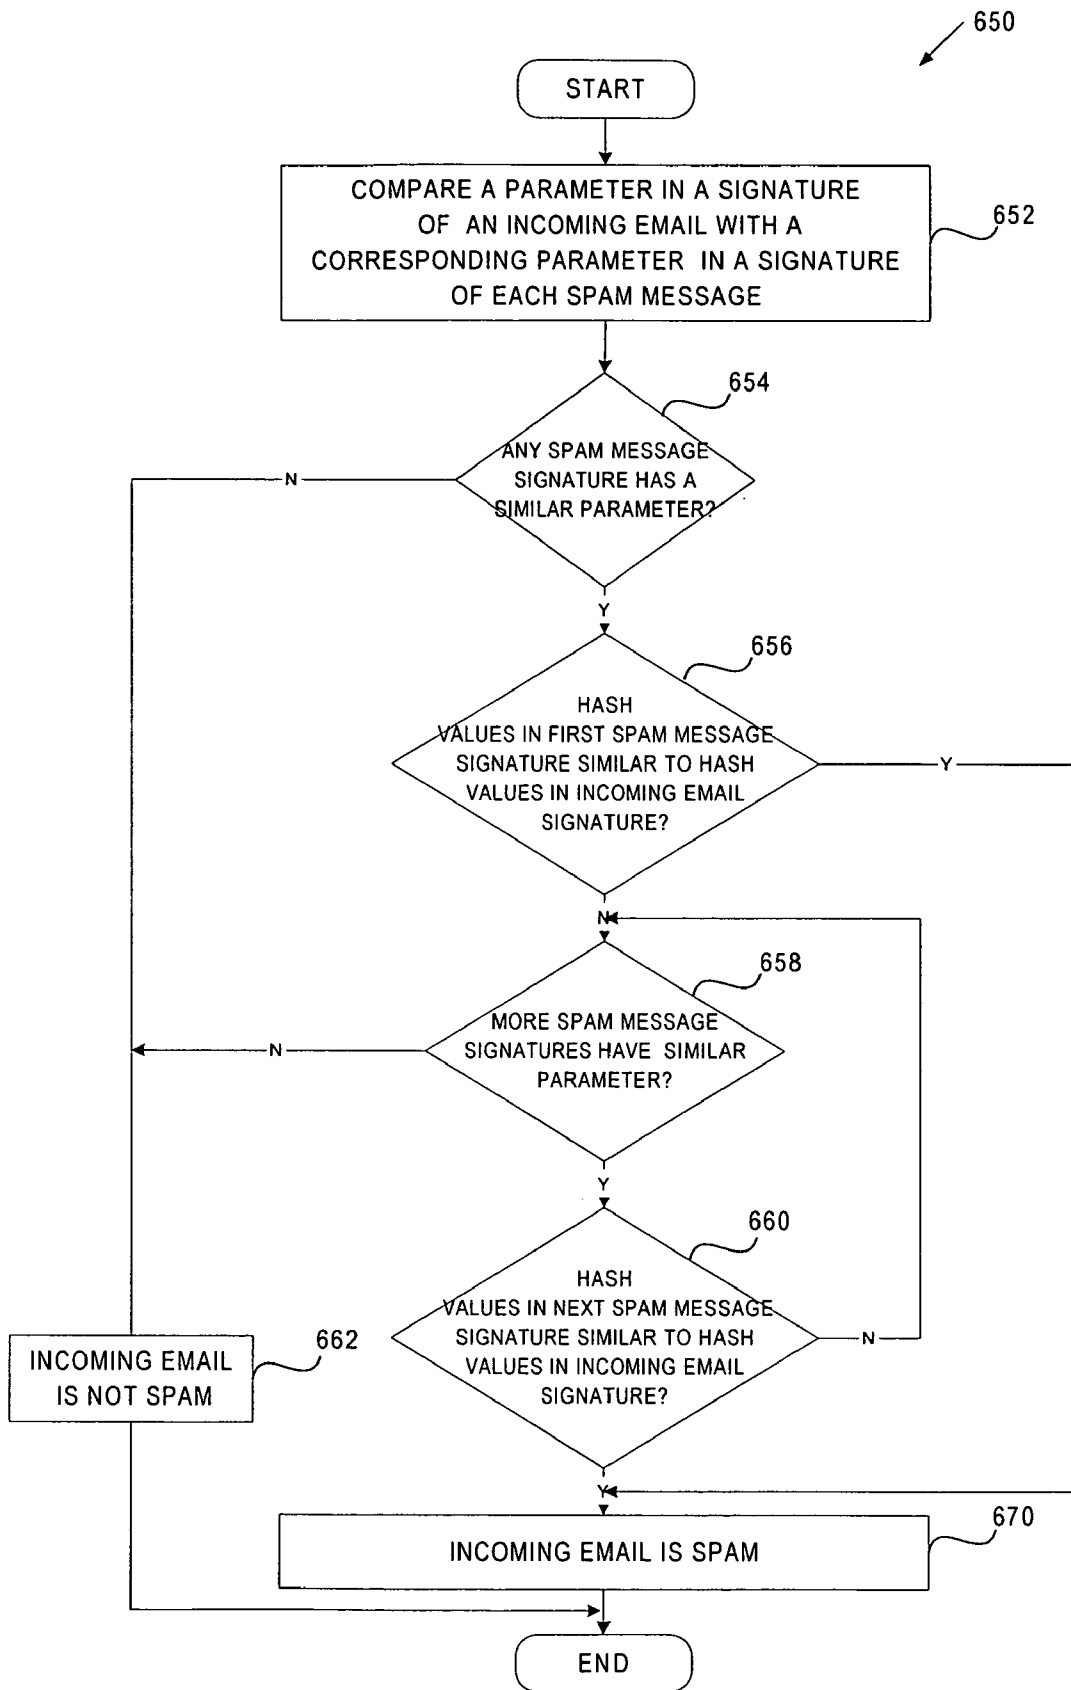 650
START
COMPARE A PARAMETER IN A SIGNATURE
OF AN INCOMING EMAIL WITH A
CORRESPONDING PARAMETER IN A SIGNATURE
OF EACH SPAM MESSAGE
652
654
ANY SPAM MESSAGE
SIGNATURE HAS A
SIMILAR PARAMETER?
N
Y
656
HASH
VALUES IN FIRST SPAM MESSAGE
SIGNATURE SIMILAR TO HASH
VALUES IN INCOMING EMAIL
SIGNATURE?
Y
N
658
MORE SPAM MESSAGE
SIGNATURES HAVE SIMILAR
PARAMETER?
N
Y
660
HASH
VALUES IN NEXT SPAM MESSAGE
SIGNATURE SIMILAR TO HASH
VALUES IN INCOMING EMAIL
SIGNATURE?
N
662
INCOMING EMAIL
IS NOT SPAM
Y
670
INCOMING EMAIL IS SPAM
END